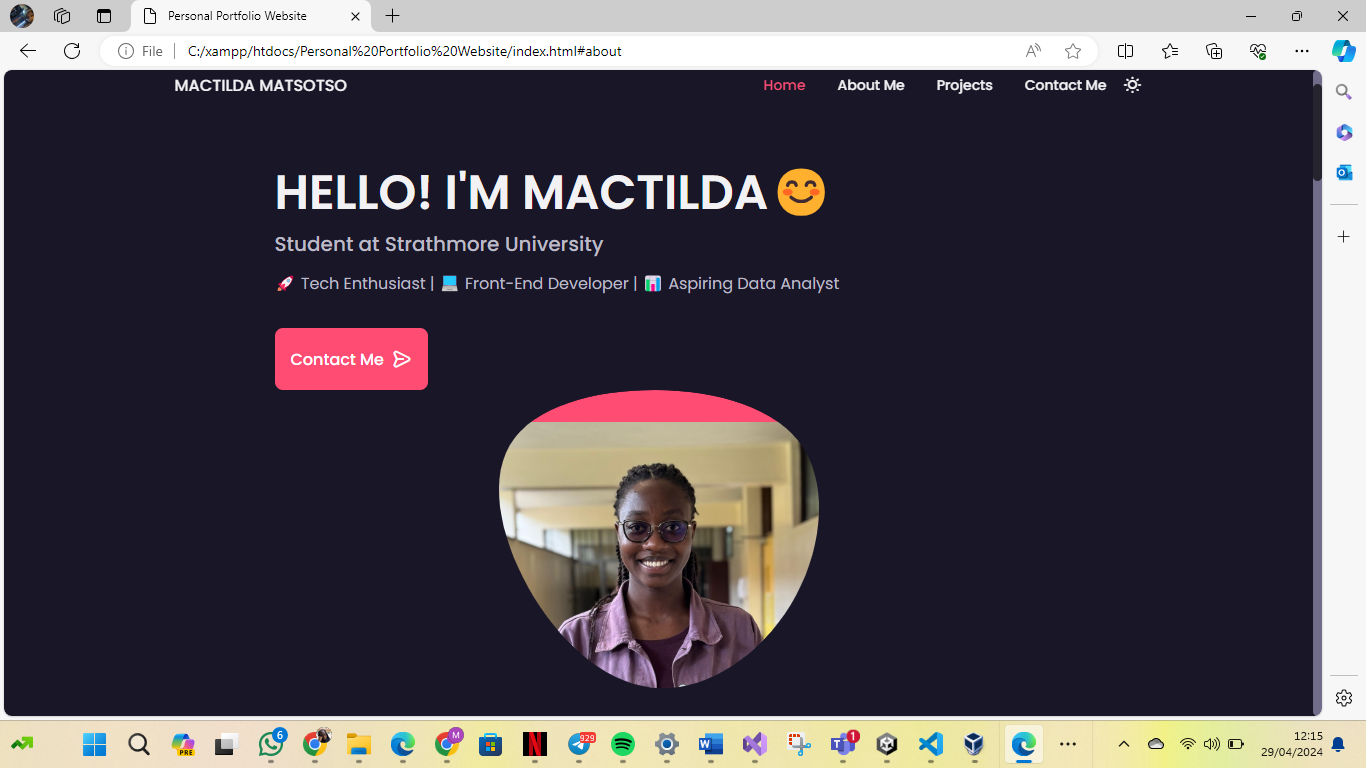 Personal Portfolio Website
File
C:/xampp/htdocs/Personal%20Portfolio%20Website/index.html#about
MACTILDA MATSOTSO
Home
About Me
Projects
Contact Me
HELLO! I'M MACTILDA 😊
Student at Strathmore University
🚀 Tech Enthusiast | 💻 Front-End Developer | 📊 Aspiring Data Analyst
Contact Me
PRE
6
M
N
929
W
T
1
12:15
29/04/2024